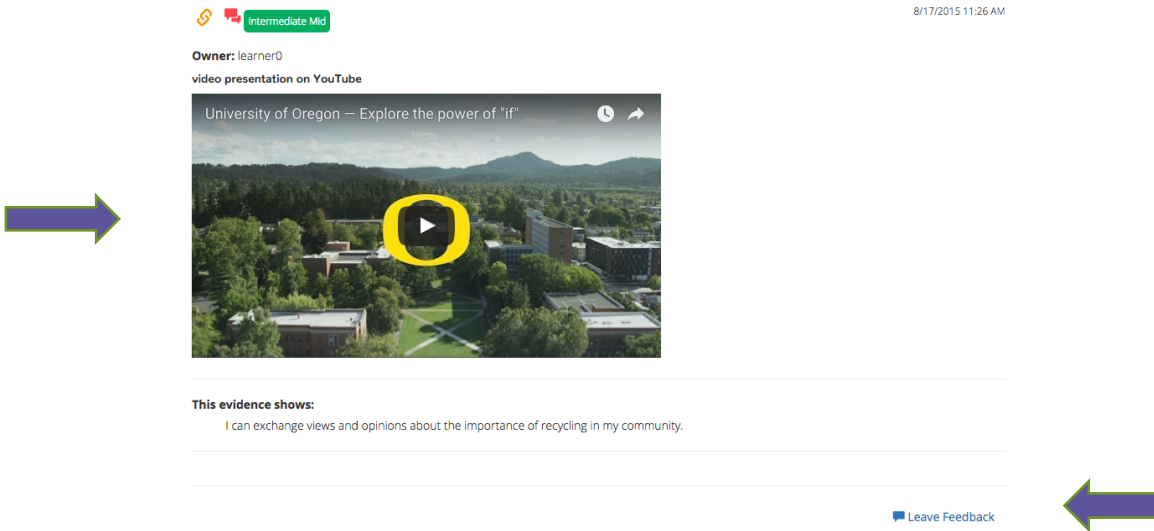 Intermediate Mid
8/17/2015 11:26 AM
Owner: learner0
video presentation on YouTube
University of Oregon — Explore the power of "if"
This evidence shows:
I can exchange views and opinions about the importance of recycling in my community.
Leave Feedback